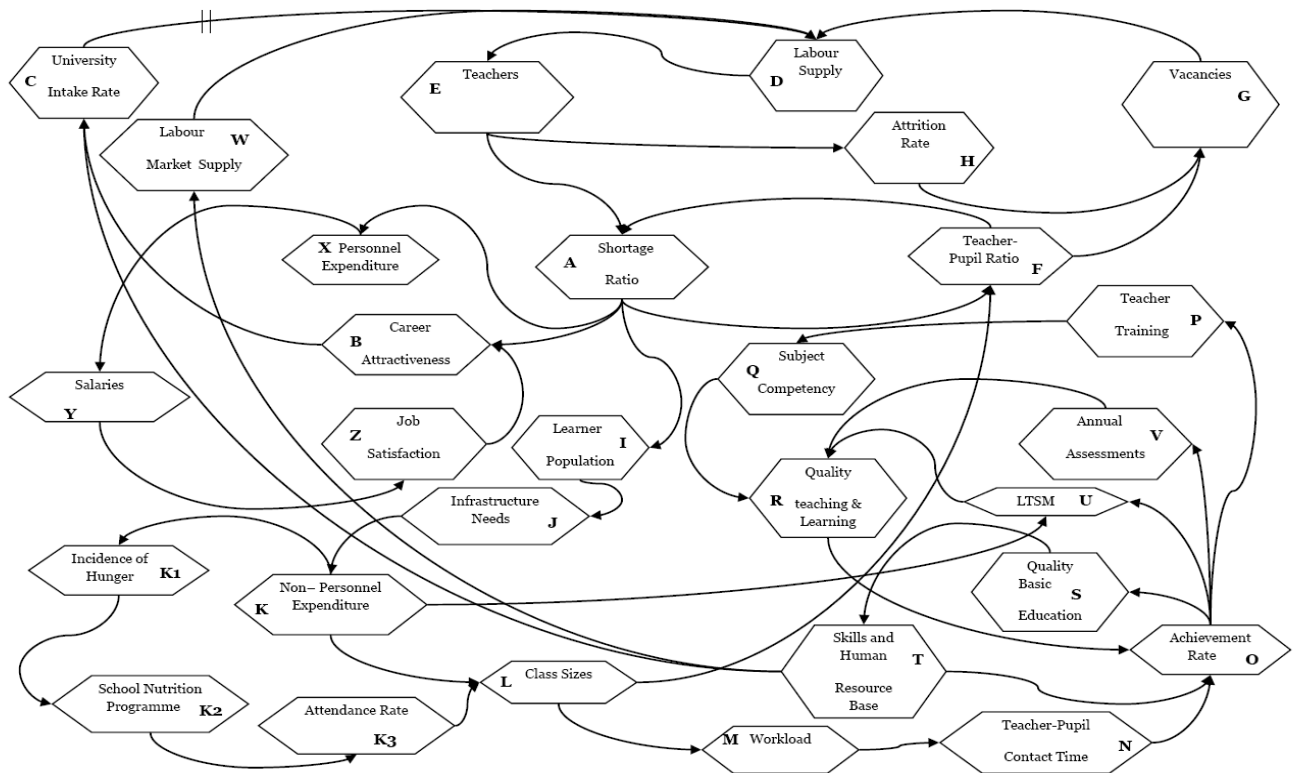 University
C
Intake Rate
Labour
W
Market Supply
Teachers
E
Labour
Supply
D
Vacancies
G
Attrition
Rate
H
X Personnel
Expenditure
Shortage
A
Ratio
Teacher-
Pupil Ratio
F
Career
B
Attractiveness
Teacher
Training
P
Subject
Q
Competency
Salaries
Y
Job
Z
Satisfaction
Learner
I
Population
Annual
V
Assessments
Quality
R
teaching &
Learning
LTSM U
Infrastructure
Needs
J
Incidence of
Hunger
K1
Non– Personnel
Expenditure
K
Quality
Basic
S
Education
Skills and
Human
T
Resource
Base
Achievement
Rate
O
Class Sizes
L
School Nutrition
Programme
K2
Attendance Rate
K3
M Workload
Teacher-Pupil
Contact Time
N